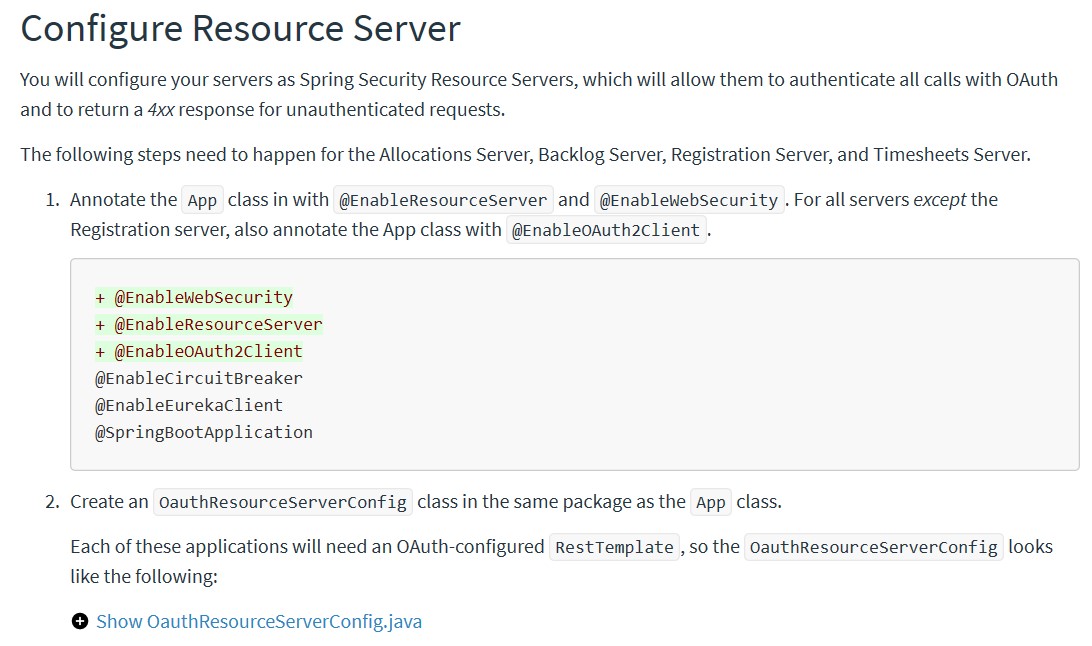 Configure Resource Server
You will configure your servers as Spring Security Resource Servers, which will allow them to authenticate all calls with OAuth
and to return a 4xx response for unauthenticated requests.
The following steps need to happen for the Allocations Server, Backlog Server, Registration Server, and Timesheets Server.
1. Annotate the App class in with @EnableResourceServer and @EnableWebSecurity. For all servers except the
Registration server, also annotate the App class with @EnableOAuth2Client.
+ @EnableWebSecurity
+ @EnableResourceServer
+ @EnableOAuth2Client
@EnableCircuitBreaker
@EnableEurekaClient
@SpringBootApplication
2. Create an OauthResourceServerConfig class in the same package as the App class.
Each of these applications will need an OAuth-configured RestTemplate, so the OauthResourceServerConfig looks
like the following:
Show OauthResourceServerConfig.java